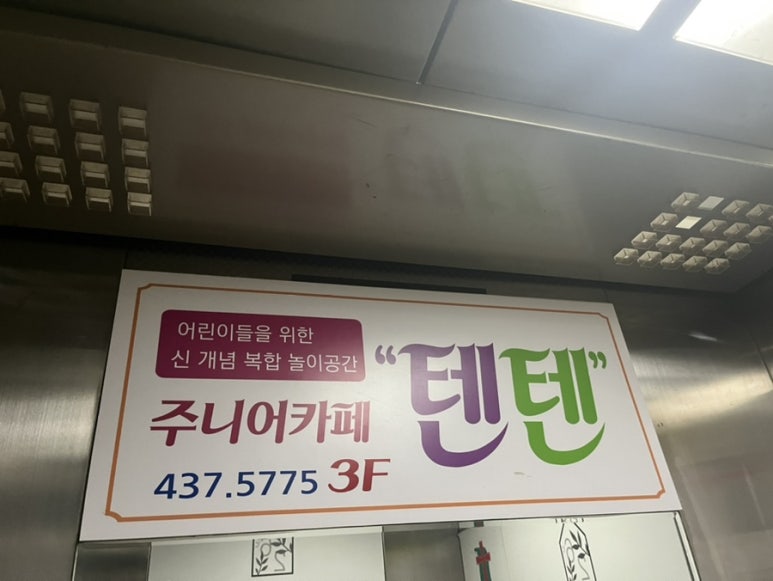 어린이들을 위한
신 개념 복합 놀이공간
주니어카페
"텐텐"
437.5775 3F